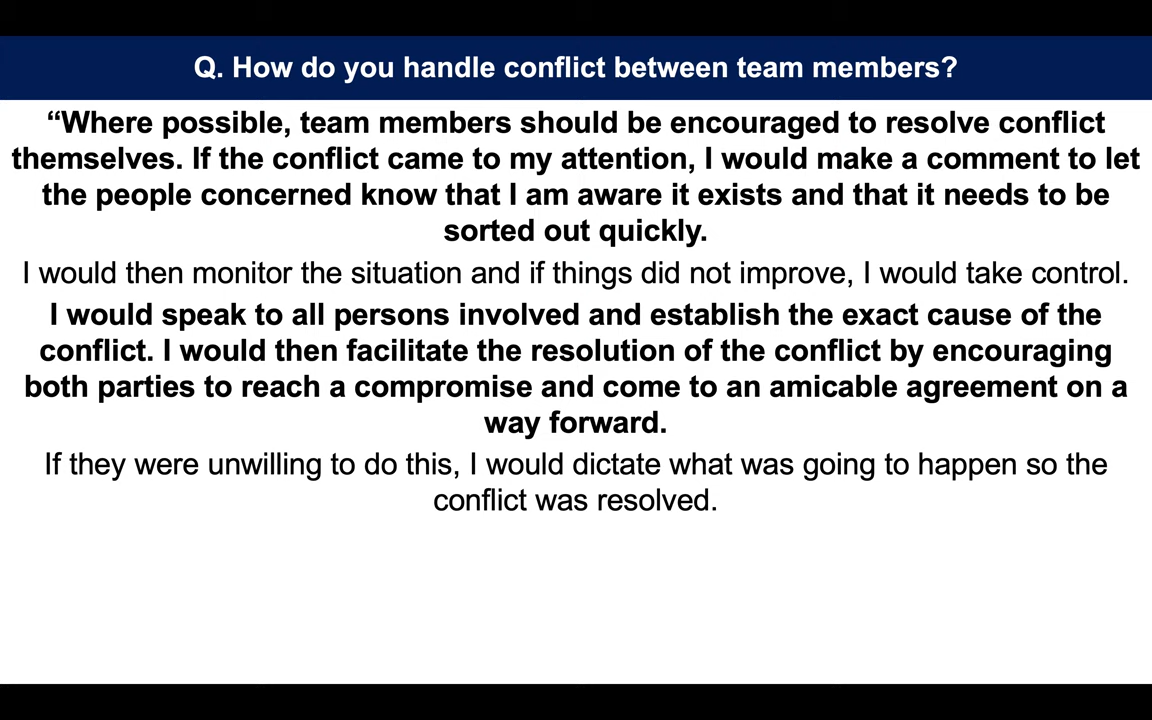 Q. How do you handle conflict between team members?
“Where possible, team members should be encouraged to resolve conflict
themselves. If the conflict came to my attention, I would make a comment to let
the people concerned know that I am aware it exists and that it needs to be
sorted out quickly.
I would then monitor the situation and if things did not improve, I would take control.
I would speak to all persons involved and establish the exact cause of the
conflict. I would then facilitate the resolution of the conflict by encouraging
both parties to reach a compromise and come to an amicable agreement on a
way forward.
If they were unwilling to do this, I would dictate what was going to happen so the
conflict was resolved.